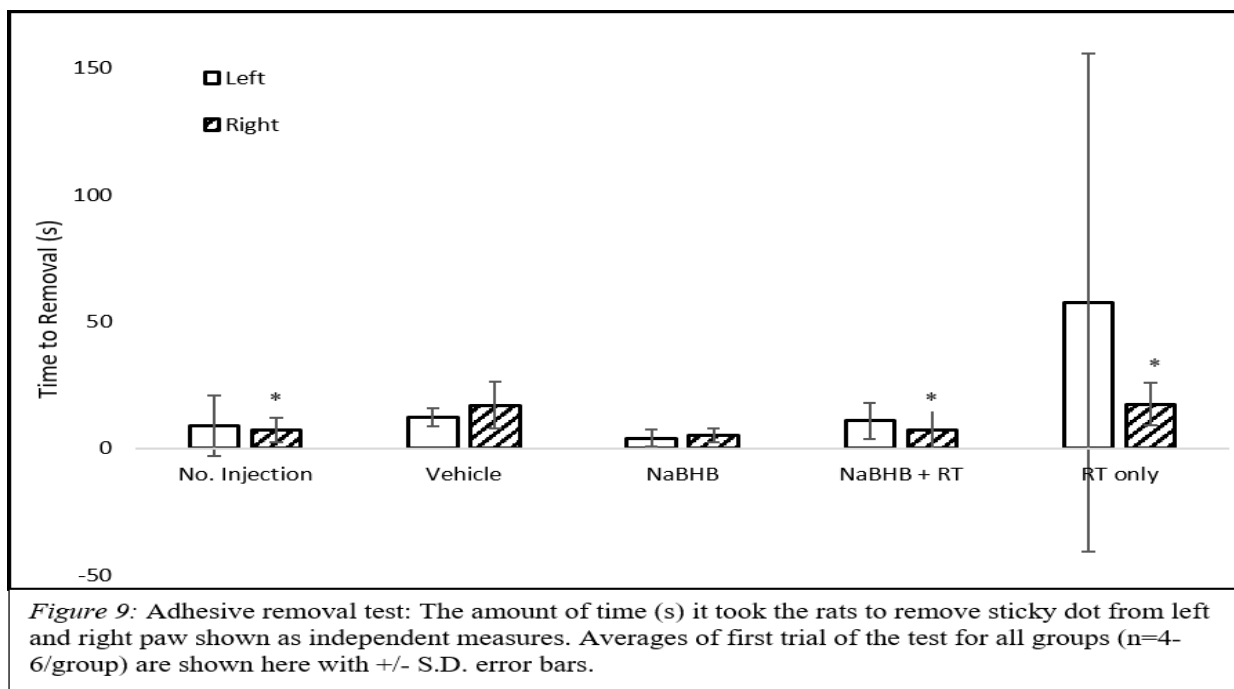 150
Left
Right
100
Time to Removal (s)
50
*
*
*
0
No. Injection
Vehicle
NaBHB
NaBHB + RT
RT only
-50
Figure 9: Adhesive removal test: The amount of time (s) it took the rats to remove sticky dot from left
and right paw shown as independent measures. Averages of first trial of the test for all groups (n=4-
6/group) are shown here with +/- S.D. error bars.